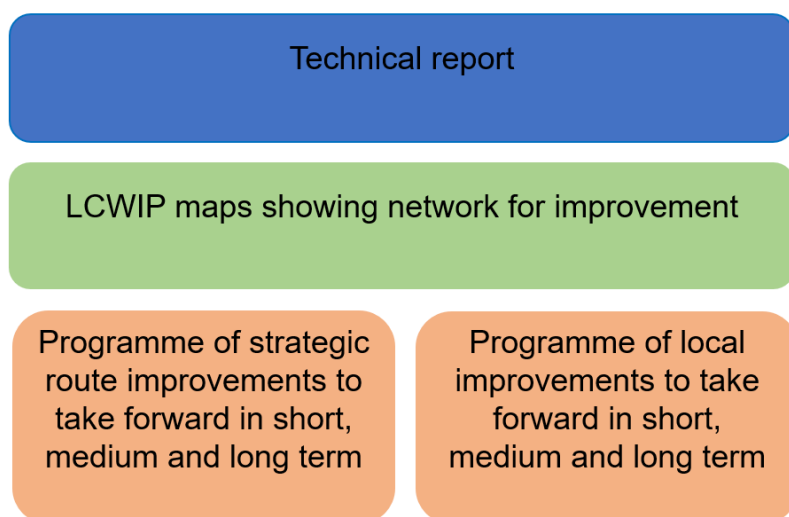 Technical report
LCWIP maps showing network for improvement
Programme of strategic
route improvements to
take forward in short,
medium and long term
Programme of local
improvements to take
forward in short,
medium and long term